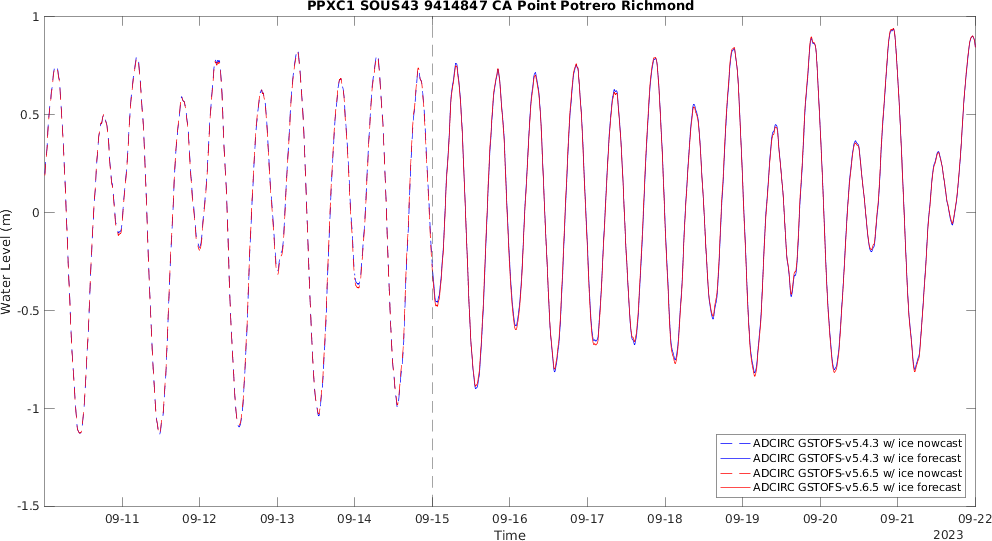 PPXC1 SOUS43 9414847 CA Point Potrero Richmond
1
0.5
0
-0.5
-1
-1.5
Water Level (m)
09-11
09-12
09-13
09-14
09-15
09-16
09-17
09-18
09-19
09-20
09-21
09-22
2023
Time
ADCIRC GSTOFS-v5.4.3 w/ ice nowcast
ADCIRC GSTOFS-v5.4.3 w/ ice forecast
ADCIRC GSTOFS-v5.6.5 w/ ice nowcast
ADCIRC GSTOFS-v5.6.5 w/ ice forecast